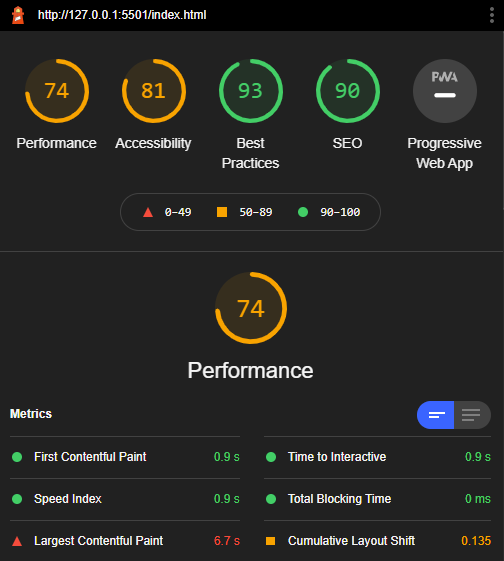 http://127.0.0.1:5501/index.html
74 81 93 90 PWA
Performance Accessibility Best Practices SEO Progressive Web App
0–49 50–89 90–100
74
Performance
Metrics
First Contentful Paint 0.9 s
Time to Interactive 0.9 s
Speed Index 0.9 s
Total Blocking Time 0 ms
Largest Contentful Paint 6.7 s
Cumulative Layout Shift 0.135